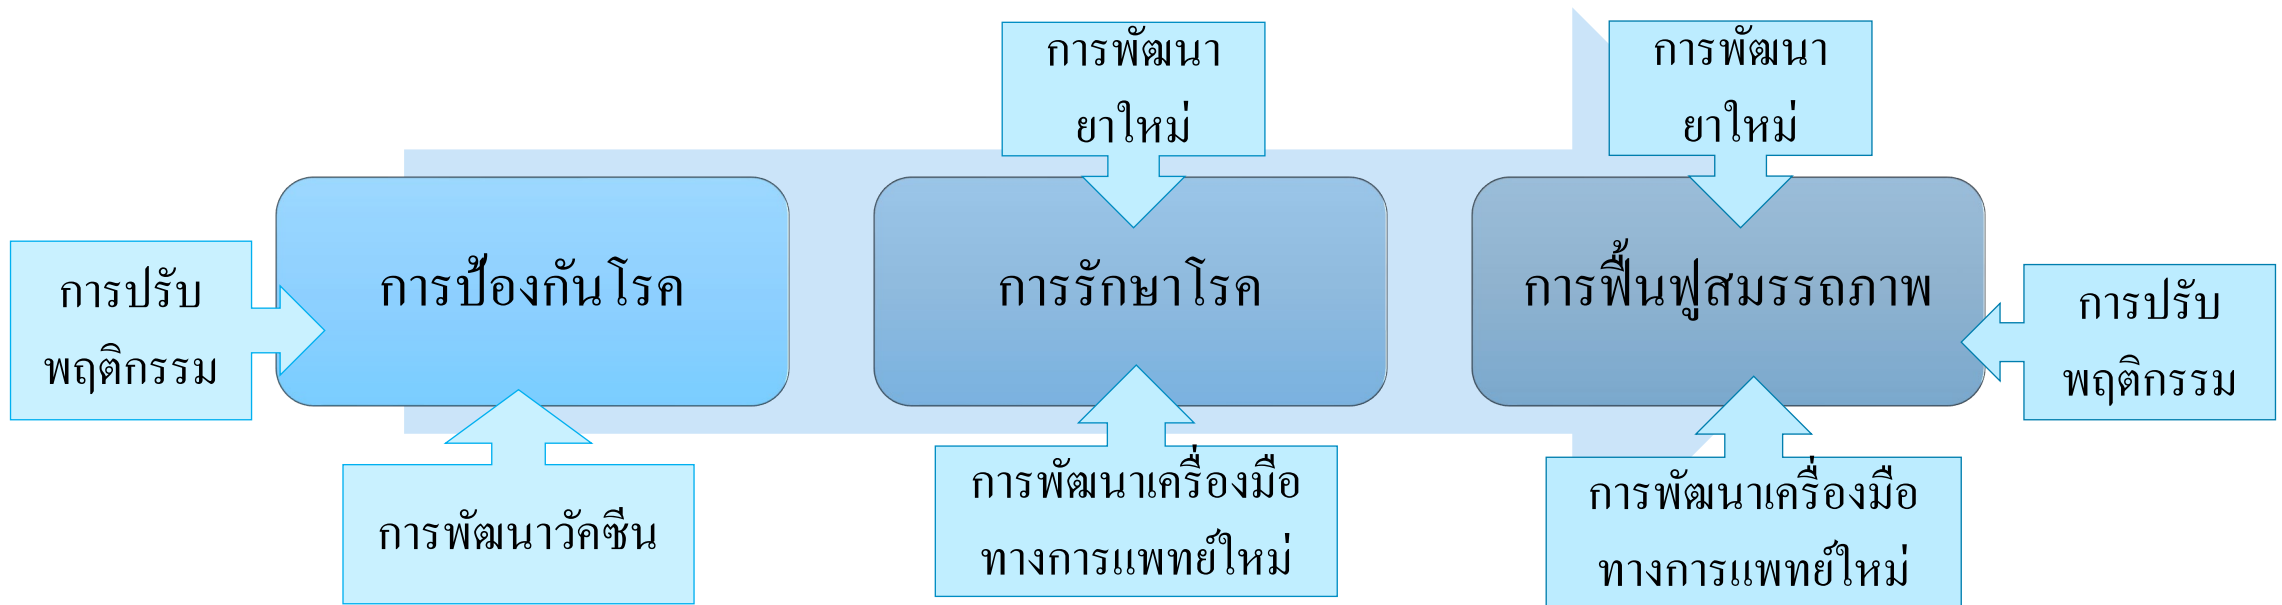 การพัฒนา
ยาใหม่
การพัฒนา
ยาใหม่
การปรับ
พฤติกรรม
การป้องกันโรค
การรักษาโรค
การฟื้นฟูสมรรถภาพ
การปรับ
พฤติกรรม
การพัฒนาวัคซีน
การพัฒนาเครื่องมือ
ทางการแพทย์ใหม่
การพัฒนาเครื่องมือ
ทางการแพทย์ใหม่